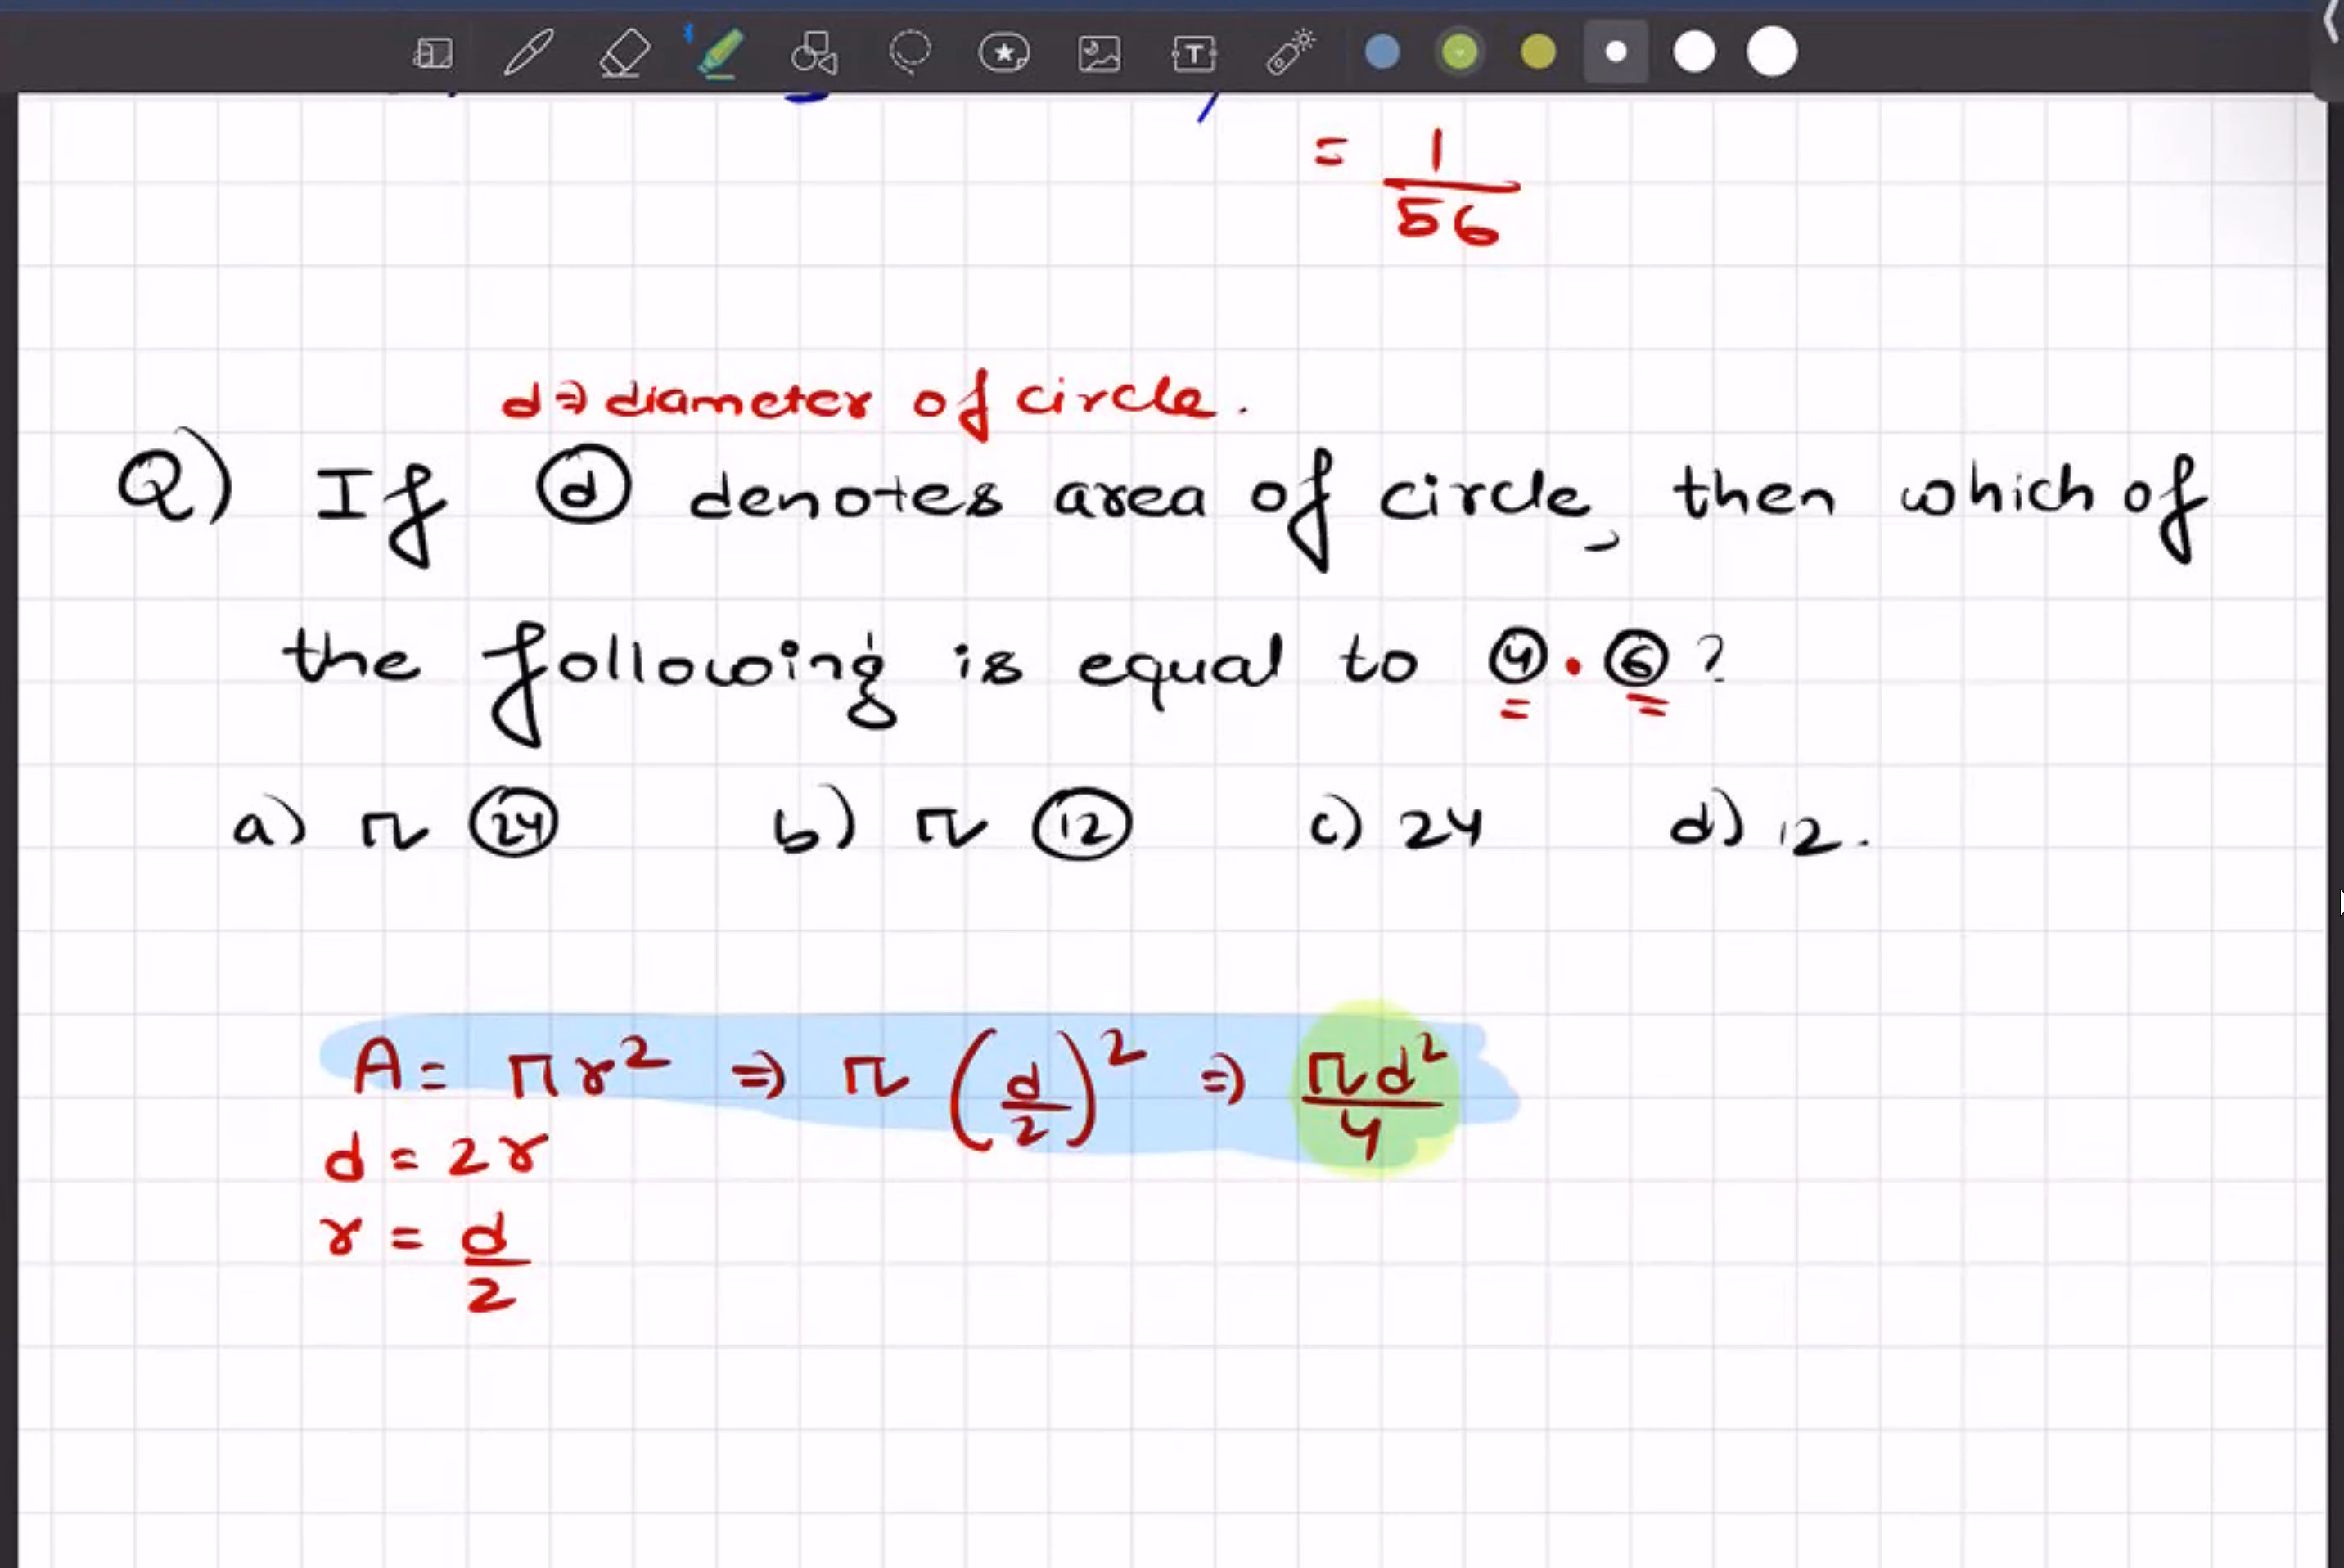 = 1/56
d⇒diameter of circle.
Q) If ⓓ denotes area of circle, then which of
the following is equal to ④ . ⑥ ?
a) π ㉔ b) π ⑫ c) 24 d) 12.
A = πr² ⇒ π (d/2)² ⇒ πd²/4
d = 2r
r = d/2